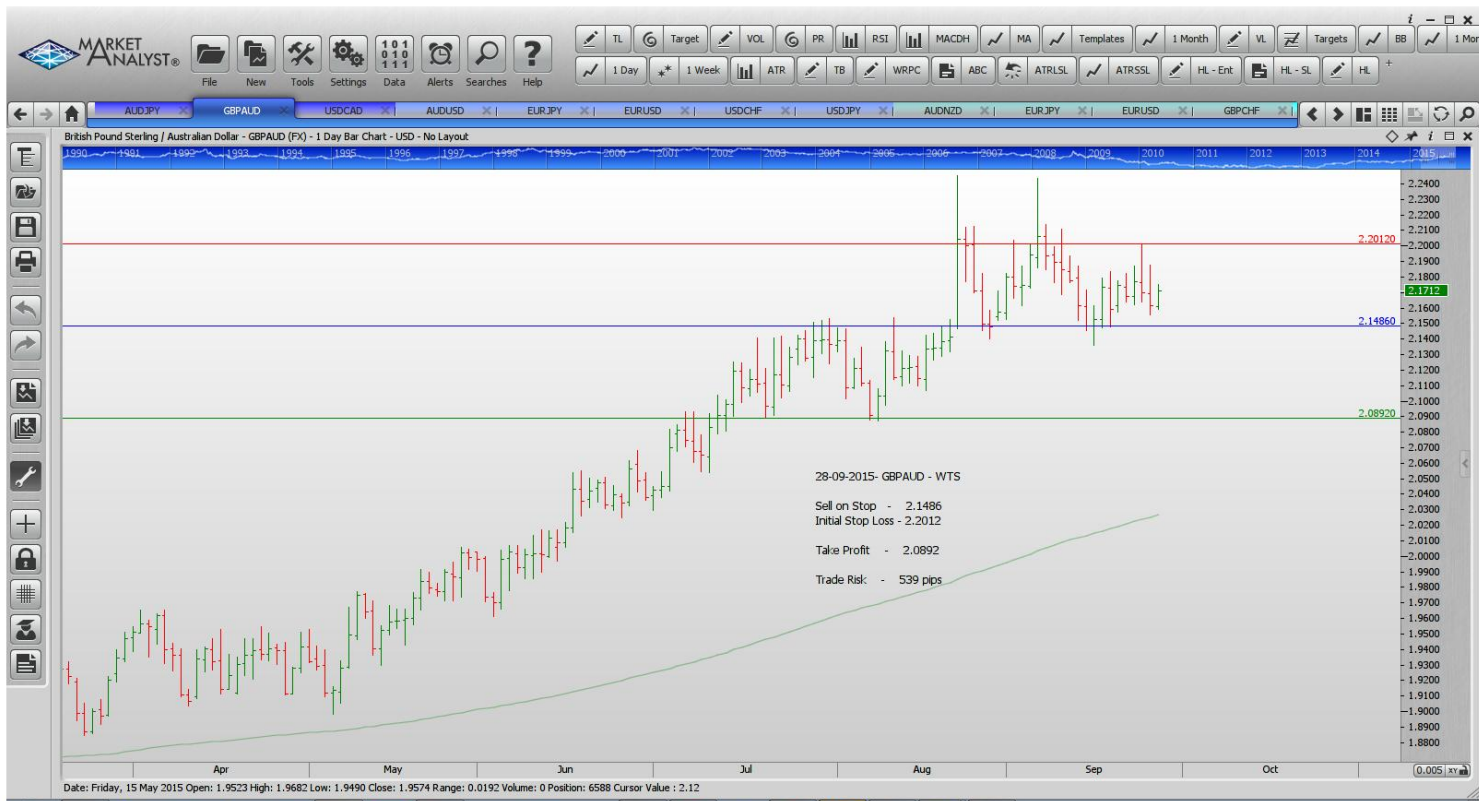 i
MARKET ANALYST®
File
New
Tools
Settings
101
010
111
Data
Alerts
Searches
?
Help
TL
Target
VOL
PR
RSI
MACDH
MA
Templates
1 Month
VL
Targets
BB
1 Mor
1 Day
1 Week
ATR
TB
WRPC
ABC
ATRLSL
ATRSSL
HL - Ent
HL - SL
HL
AUDJPY
GBPAUD
USDCAD
AUDUSD
EURJPY
EURUSD
USDCHF
USDJPY
AUDNZD
EURJPY
EURUSD
GBPCHF
British Pound Sterling / Australian Dollar - GBPAUD (FX) - 1 Day Bar Chart - USD - No Layout
i
1990 1991 1992 1993 1994 1995 1996 1997 1998 1999 2000 2001 2002 2003 2004 2005 2006 2007 2008 2009 2010 2011 2012 2013 2014 2015
2.2400
2.2300
2.2200
2.2100
2.2000
2.1900
2.1800
2.1712
2.1600
2.1500
2.1400
2.1300
2.1200
2.1100
2.1000
2.0900
2.0800
2.0700
2.0600
2.0500
2.0400
2.0300
2.0200
2.0100
2.0000
1.9900
1.9800
1.9700
1.9600
1.9500
1.9400
1.9300
1.9200
1.9100
1.9000
1.8900
1.8800
2.20120
2.14860
2.08920
28-09-2015- GBPAUD - WTS
Sell on Stop - 2.1486
Initial Stop Loss - 2.2012
Take Profit - 2.0892
Trade Risk - 539 pips
Apr May Jun Jul Aug Sep Oct
0.005 XY
Date: Friday, 15 May 2015 Open: 1.9523 High: 1.9682 Low: 1.9490 Close: 1.9574 Range: 0.0192 Volume: 0 Position: 6588 Cursor Value : 2.12